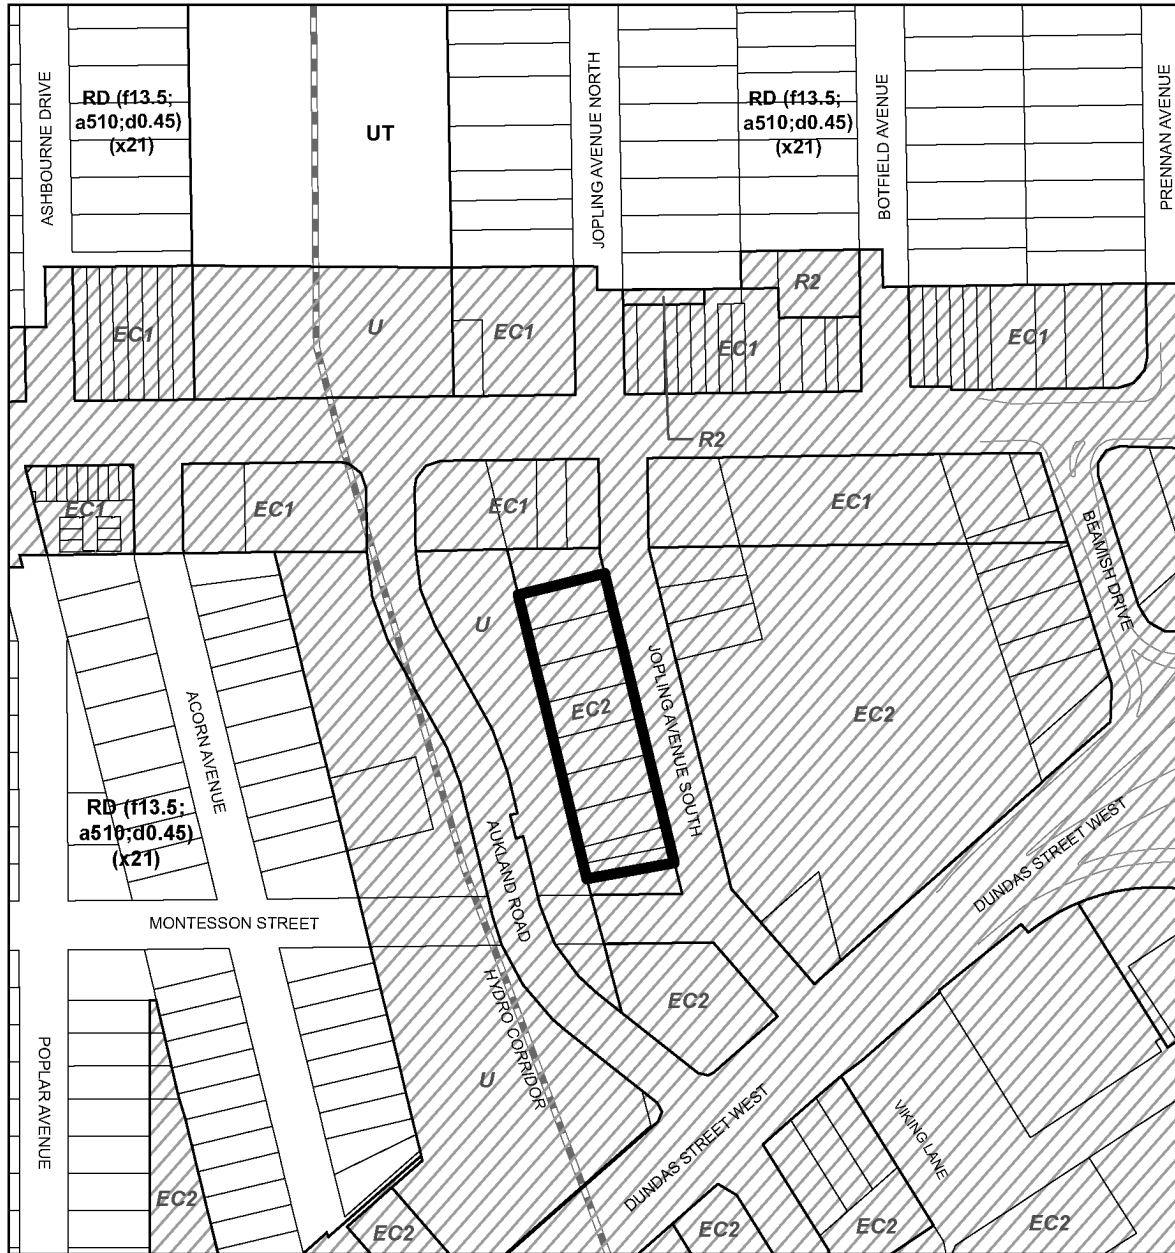 ASHBOURNE DRIVE
RD (f13.5;
a510;d0.45)
(x21)
UT
JOPLING AVENUE NORTH
RD (f13.5;
a510;d0.45)
(x21)
BOTFIELD AVENUE
PRENNAN AVENUE
EC1
U
EC1
R2
EC1
EC1
R2
EC1
EC1
EC1
EC1
BEAMISH DRIVE
U
JOPLING AVENUE SOUTH
ACORN AVENUE
EC2
EC2
RD (f13.5;
a510;d0.45)
(x21)
AUKLAND ROAD
DUNDAS STREET WEST
MONTESSON STREET
HYDRO CORRIDOR
EC2
POPLAR AVENUE
U
DUNDAS STREET WEST
VIKING LANE
EC2
EC2
EC2
EC2
EC2